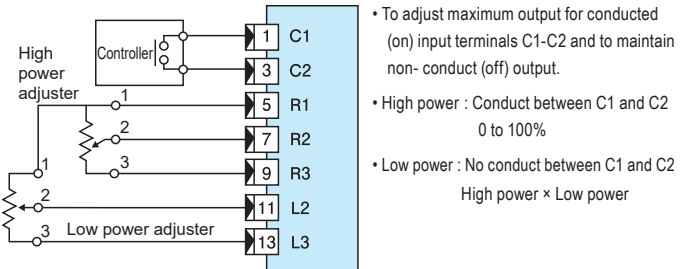 Controller
High
power
adjuster
1
2
3
1
2
3
Low power adjuster
1 C1
3 C2
5 R1
7 R2
9 R3
11 L2
13 L3
• To adjust maximum output for conducted
(on) input terminals C1-C2 and to maintain
non- conduct (off) output.
• High power : Conduct between C1 and C2
0 to 100%
• Low power : No conduct between C1 and C2
High power × Low power